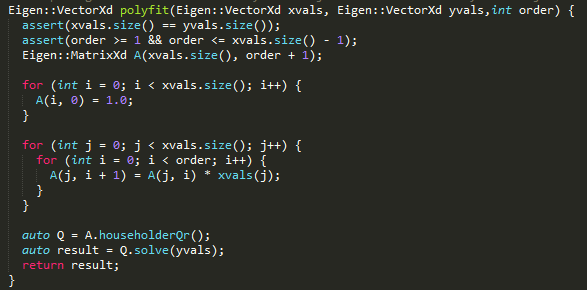 Eigen::VectorXd polyfit(Eigen::VectorXd xvals, Eigen::VectorXd yvals,int order) {
  assert(xvals.size() == yvals.size());
  assert(order >= 1 && order <= xvals.size() - 1);
  Eigen::MatrixXd A(xvals.size(), order + 1);

  for (int i = 0; i < xvals.size(); i++) {
    A(i, 0) = 1.0;
  }

  for (int j = 0; j < xvals.size(); j++) {
    for (int i = 0; i < order; i++) {
      A(j, i + 1) = A(j, i) * xvals(j);
    }
  }

  auto Q = A.householderQr();
  auto result = Q.solve(yvals);
  return result;
}